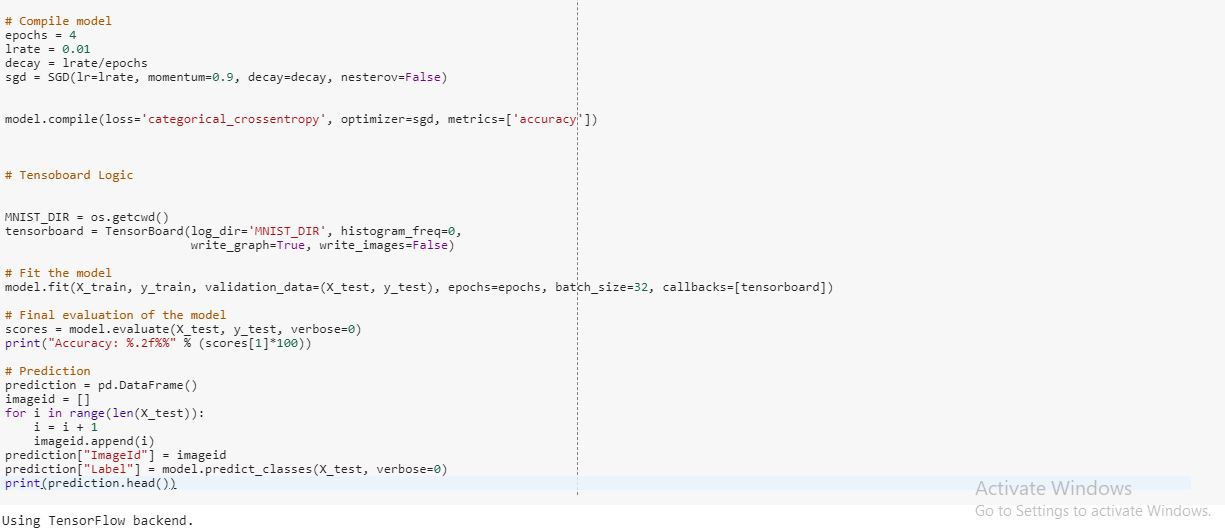 # Compile model
epochs = 4
lrate = 0.01
decay = lrate/epochs
sgd = SGD(lr=lrate, momentum=0.9, decay=decay, nesterov=False)
model.compile(loss='categorical_crossentropy', optimizer=sgd, metrics=['accuracy'])
# Tensoboard Logic
MNIST_DIR = os.getcwd()
tensorboard = TensorBoard(log_dir='MNIST_DIR', histogram_freq=0,
                          write_graph=True, write_images=False)
# Fit the model
model.fit(X_train, y_train, validation_data=(X_test, y_test), epochs=epochs, batch_size=32, callbacks=[tensorboard])
# Final evaluation of the model
scores = model.evaluate(X_test, y_test, verbose=0)
print("Accuracy: %.2f%%" % (scores[1]*100))
# Prediction
prediction = pd.DataFrame()
imageid = []
for i in range(len(X_test)):
    i = i + 1
    imageid.append(i)
prediction["ImageId"] = imageid
prediction["Label"] = model.predict_classes(X_test, verbose=0)
print(prediction.head())
Activate Windows
Go to Settings to activate Windows.
Using TensorFlow backend.